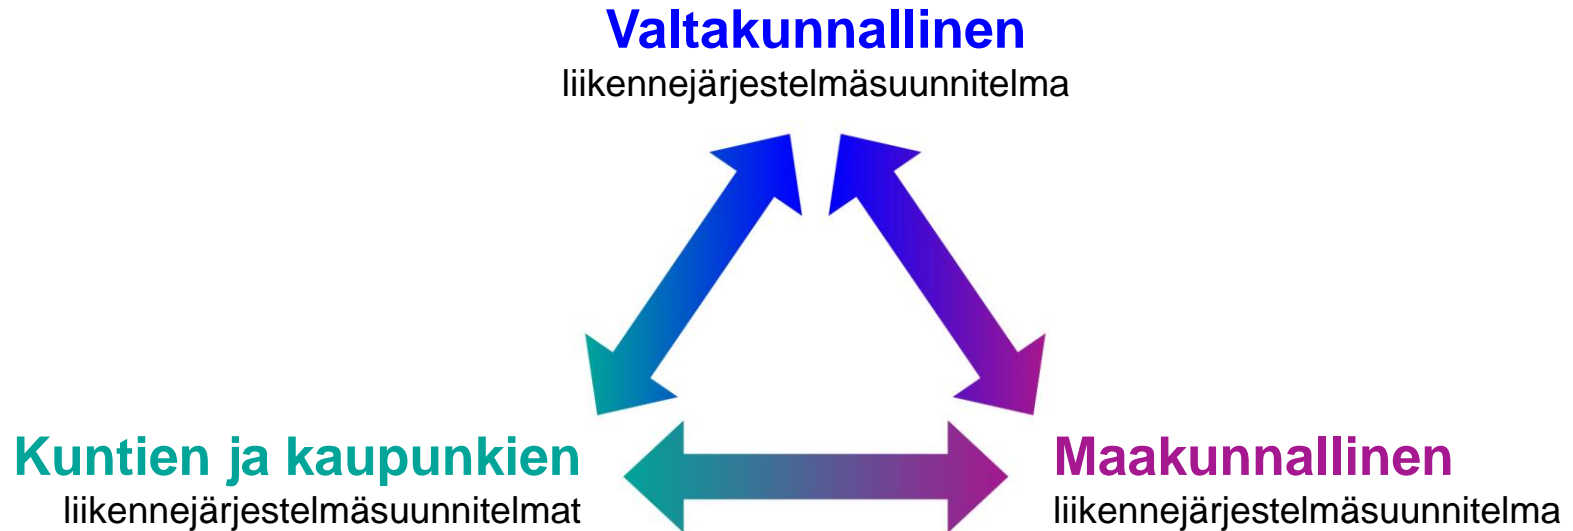 Valtakunnallinen
liikennejärjestelmäsuunnitelma
Kuntien ja kaupunkien
liikennejärjestelmäsuunnitelmat
Maakunnallinen
liikennejärjestelmäsuunnitelma